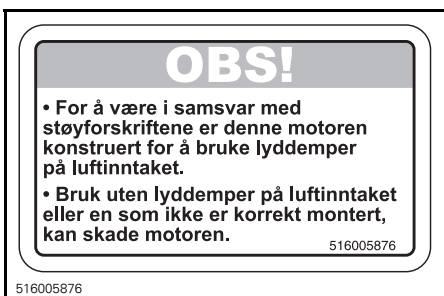 OBS!
• For å være i samsvar med
støyforskriftene er denne motoren
konstruert for å bruke lyddemper
på luftinntaket.
• Bruk uten lyddemper på luftinntaket
eller en som ikke er korrekt montert,
kan skade motoren.
516005876
516005876